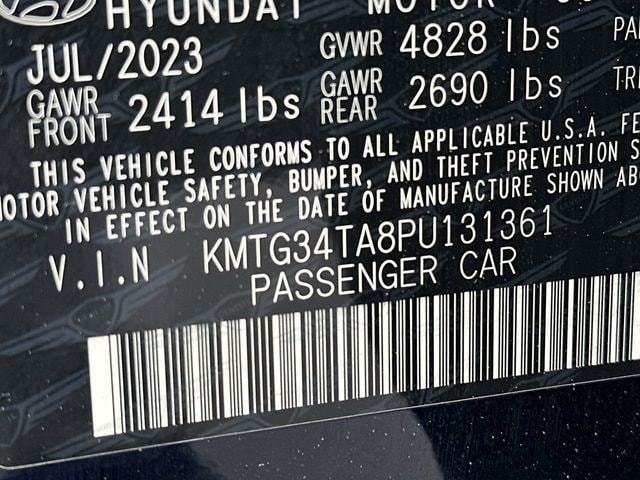 HYUNDAI MOTOR
JUL/2023 GVWR 4828 lbs
GAWR FRONT 2414 lbs GAWR REAR 2690 lbs
THIS VEHICLE CONFORMS TO ALL APPLICABLE U.S.A.
MOTOR VEHICLE SAFETY, BUMPER, AND THEFT PREVENTION
IN EFFECT ON THE DATE OF MANUFACTURE SHOWN
V.I.N KMTG34TA8PU131361
PASSENGER CAR